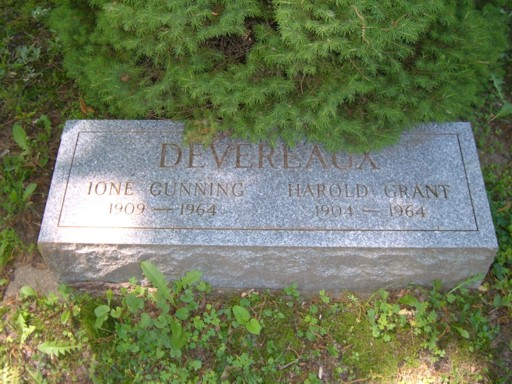 DEVEREAUX
IONE GUNNING HAROLD GRANT
1909 — 1964 1904 — 1964